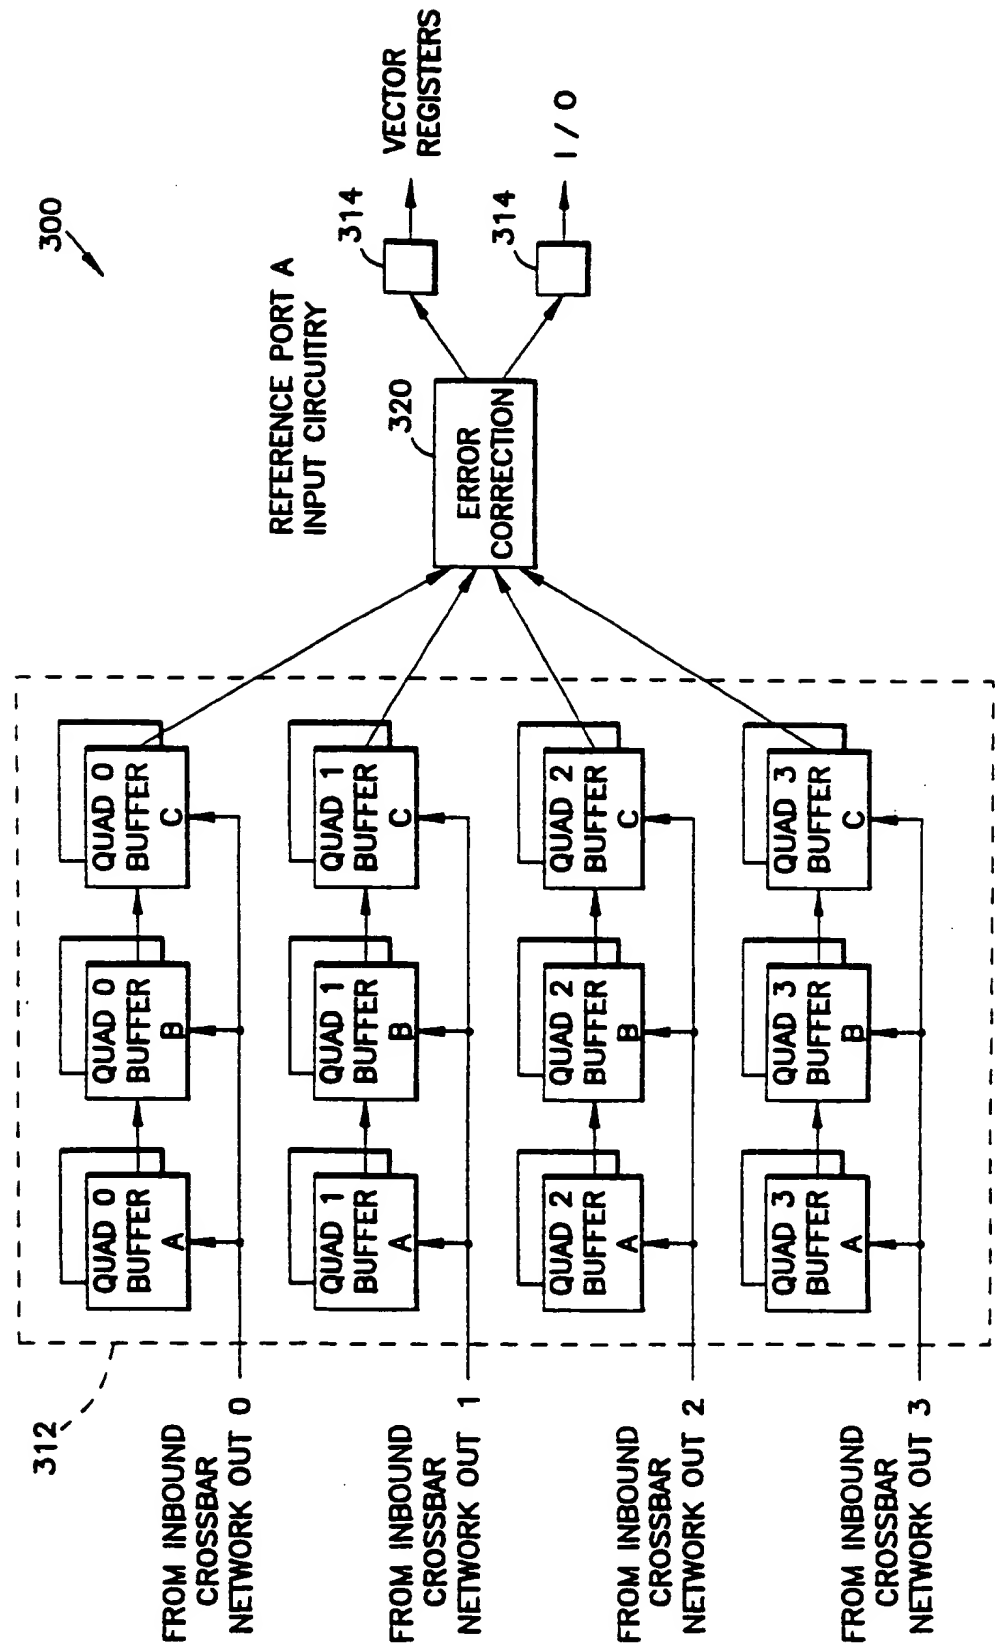 300
REFERENCE PORT A
INPUT CIRCUITRY
312
FROM INBOUND
CROSSBAR
NETWORK OUT 0
QUAD 0
BUFFER
A
QUAD 0
BUFFER
B
QUAD 0
BUFFER
C
FROM INBOUND
CROSSBAR
NETWORK OUT 1
QUAD 1
BUFFER
A
QUAD 1
BUFFER
B
QUAD 1
BUFFER
C
FROM INBOUND
CROSSBAR
NETWORK OUT 2
QUAD 2
BUFFER
A
QUAD 2
BUFFER
B
QUAD 2
BUFFER
C
FROM INBOUND
CROSSBAR
NETWORK OUT 3
QUAD 3
BUFFER
A
QUAD 3
BUFFER
B
QUAD 3
BUFFER
C
320
ERROR
CORRECTION
314
VECTOR
REGISTERS
314
I / O